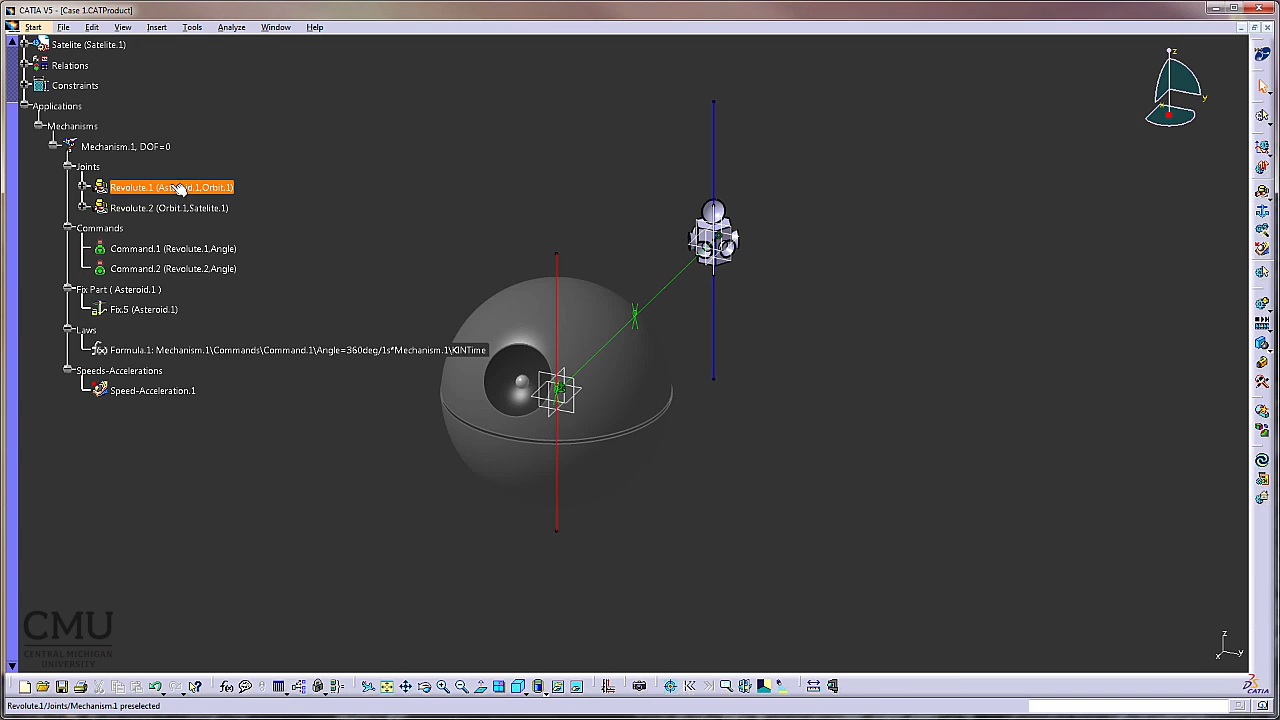 CATIA V5 - [Case 1.CATProduct]
Start File Edit View Insert Tools Analyze Window Help
Satelite (Satelite.1)
Relations
Constraints
Applications
Mechanisms
Mechanism.1, DOF=0
Joints
Revolute.1 (Asteroid.1,Orbit.1)
Revolute.2 (Orbit.1,Satelite.1)
Commands
Command.1 (Revolute.1,Angle)
Command.2 (Revolute.2,Angle)
Fix Part ( Asteroid.1 )
Fix.5 (Asteroid.1)
Laws
Formula.1: Mechanism.1\Commands\Command.1\Angle=360deg/1s*Mechanism.1\KINTime
Speeds-Accelerations
Speed-Acceleration.1
z
y
x
CMU
CENTRAL MICHIGAN
UNIVERSITY
z
x y
CATIA
Revolute.1/Joints/Mechanism.1 preselected